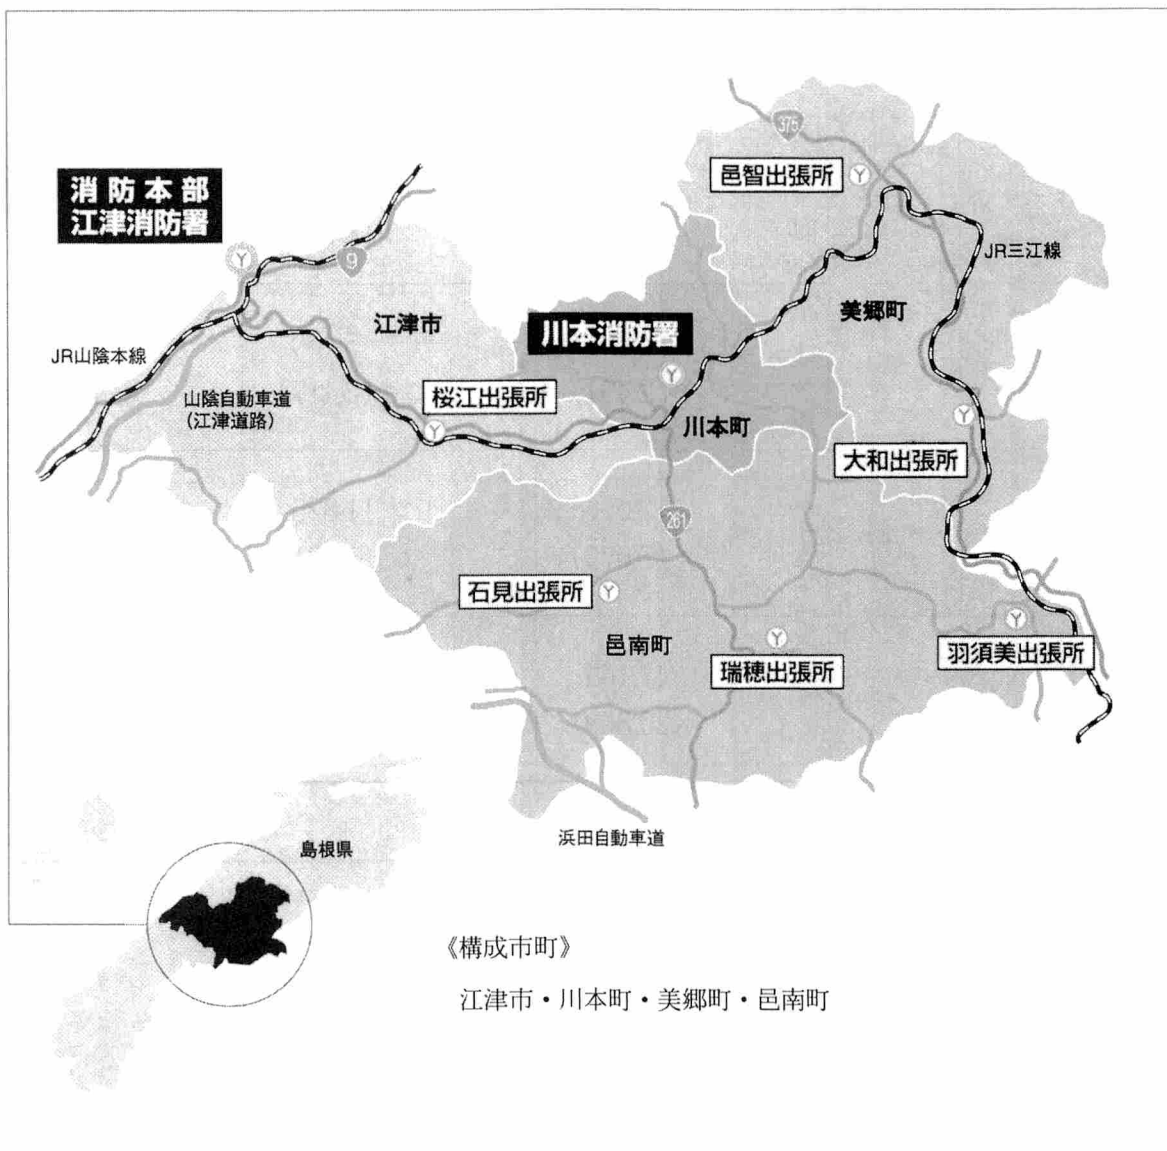 375
邑智出張所
消防本部
江津消防署
9
JR三江線
美郷町
江津市
川本消防署
JR山陰本線
山陰自動車道
(江津道路)
桜江出張所
川本町
大和出張所
261
石見出張所
邑南町
羽須美出張所
瑞穂出張所
浜田自動車道
島根県
《構成市町》
江津市・川本町・美郷町・邑南町